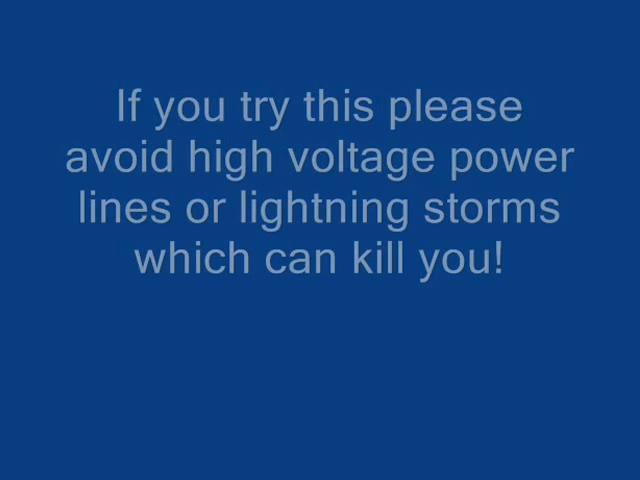 If you try this please
avoid high voltage power
lines or lightning storms
which can kill you!